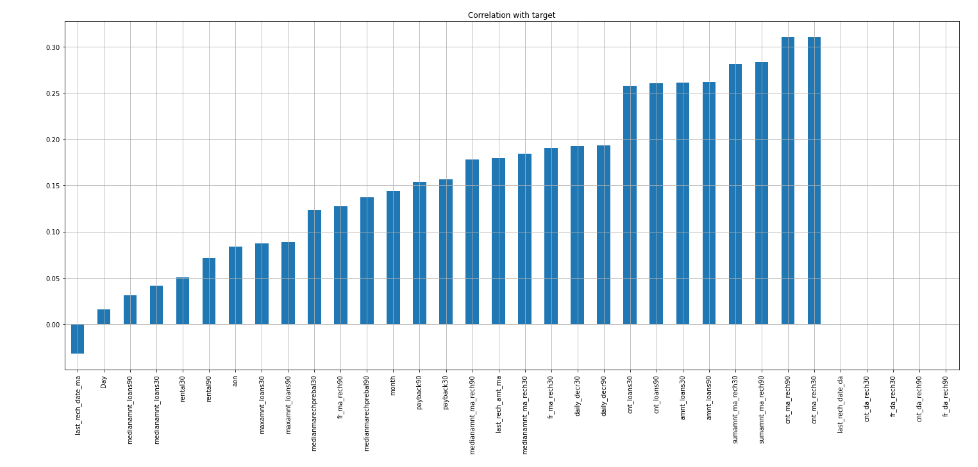 Correlation with target
0.30
0.25
0.20
0.15
0.10
0.05
0.00
last_rech_date_ma
Day
medianamnt_loans90
medianamnt_loans30
rental30
rental90
aon
maxamnt_loans30
maxamnt_loans90
medianmarechprebal30
fr_ma_rech90
medianmarechprebal90
month
payback90
payback30
medianamnt_ma_rech90
last_rech_amt_ma
medianamnt_ma_rech30
fr_ma_rech30
daily_decr30
daily_decr90
cnt_loans30
cnt_loans90
amnt_loans30
amnt_loans90
sumamnt_ma_rech30
sumamnt_ma_rech90
cnt_ma_rech90
cnt_ma_rech30
last_rech_date_da
cnt_da_rech30
fr_da_rech30
cnt_da_rech90
fr_da_rech90